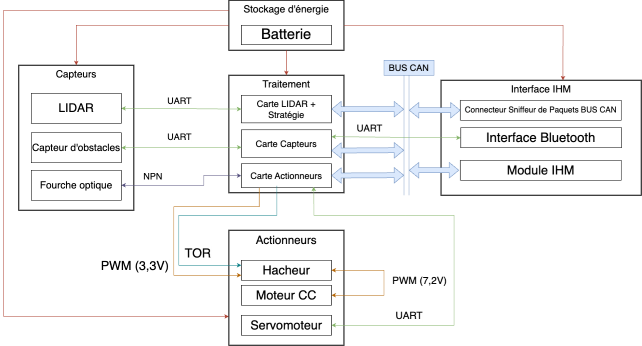 Stockage d'énergie
Batterie
BUS CAN
Capteurs
LIDAR
Capteur d'obstacles
Fourche optique
UART
UART
NPN
Traitement
Carte LIDAR +
Stratégie
Carte Capteurs
Carte Actionneurs
UART
Interface IHM
Connecteur Sniffeur de Paquets BUS CAN
Interface Bluetooth
Module IHM
PWM (3,3V)
TOR
Actionneurs
Hacheur
Moteur CC
Servomoteur
PWM (7,2V)
UART